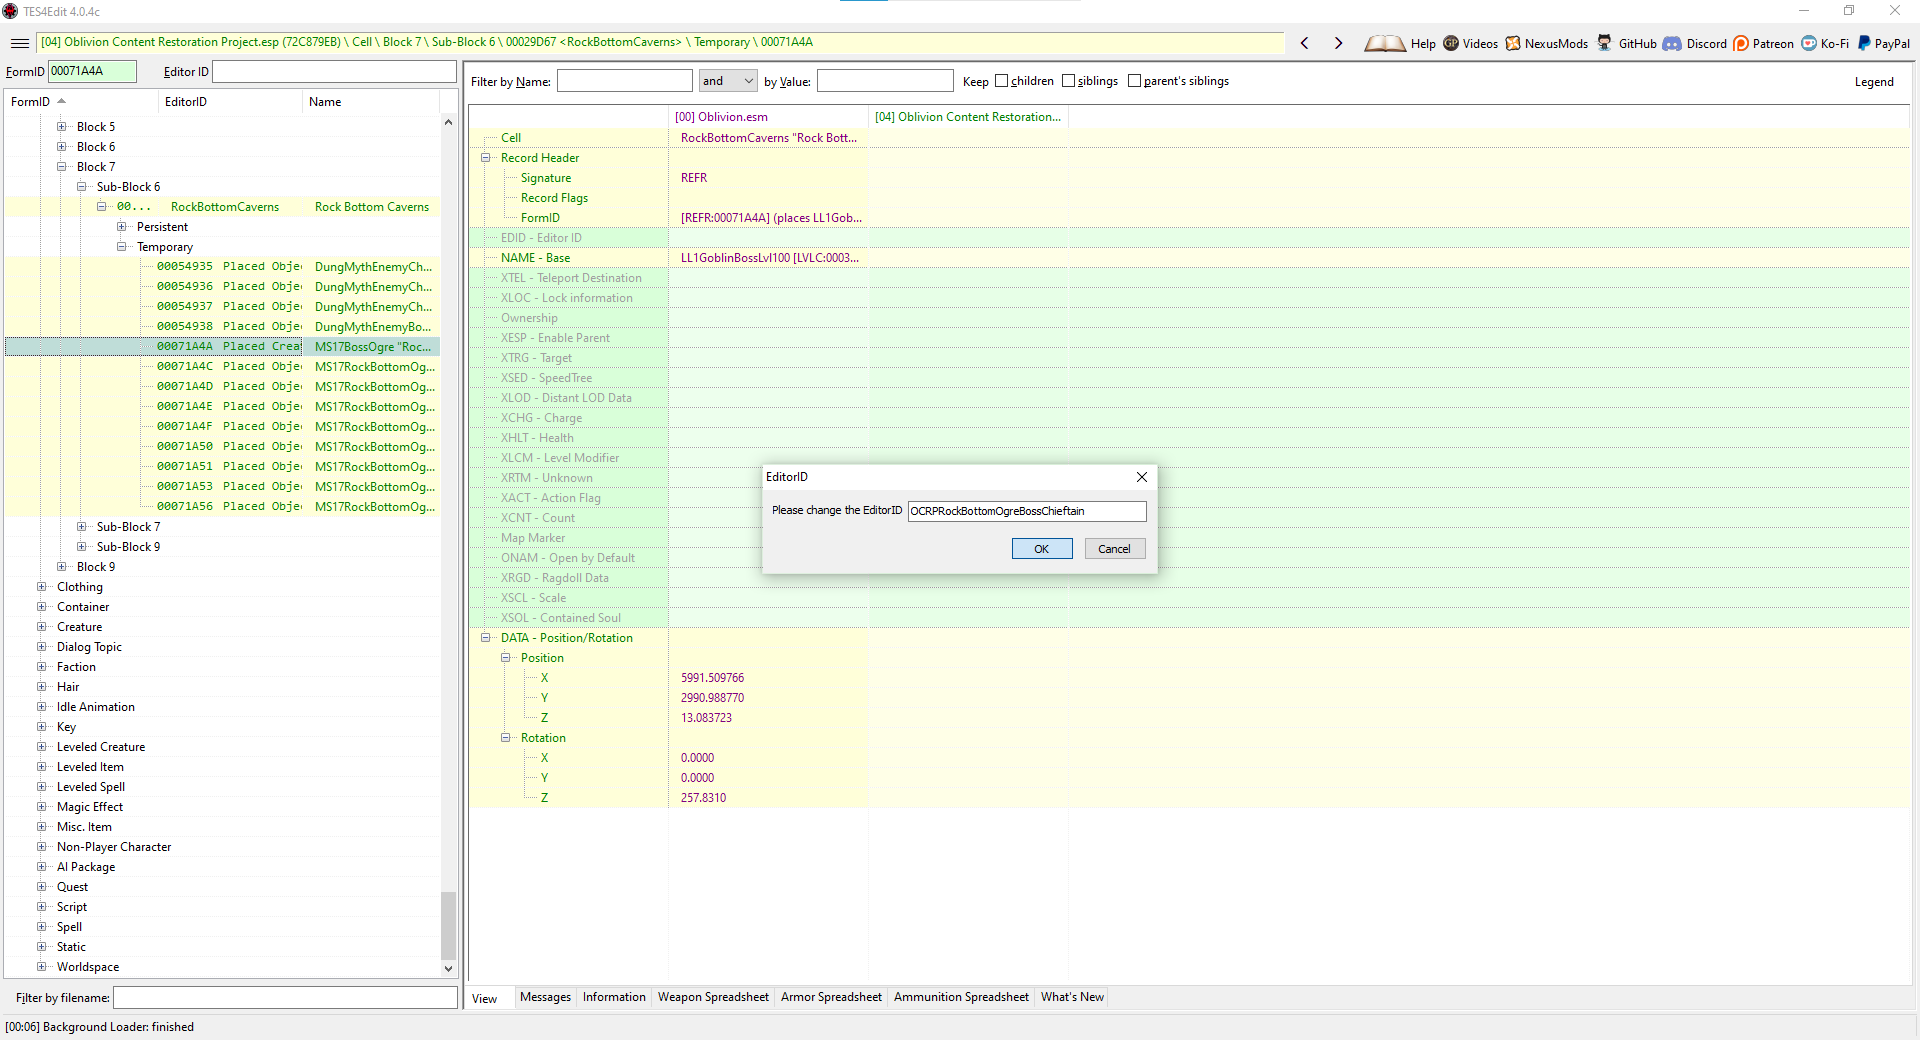 TES4Edit 4.0.4c
[04] Oblivion Content Restoration Project.esp (72C879EB) \ Cell \ Block 7 \ Sub-Block 6 \ 00029D67 <RockBottomCaverns> \ Temporary \ 00071A4A
Help Videos NexusMods GitHub Discord Patreon Ko-Fi PayPal
FormID 00071A4A Editor ID
Filter by Name: and by Value: Keep children siblings parent's siblings Legend
FormID EditorID Name
Block 5
Block 6
Block 7
Sub-Block 6
00... RockBottomCaverns Rock Bottom Caverns
Persistent
Temporary
00054935 Placed Obje DungMythEnemyCh...
00054936 Placed Obje DungMythEnemyCh...
00054937 Placed Obje DungMythEnemyCh...
00054938 Placed Obje DungMythEnemyBo...
00071A4A Placed Crea MS17BossOgre "Roc...
00071A4C Placed Obje MS17RockBottomOg...
00071A4D Placed Obje MS17RockBottomOg...
00071A4E Placed Obje MS17RockBottomOg...
00071A4F Placed Obje MS17RockBottomOg...
00071A50 Placed Obje MS17RockBottomOg...
00071A51 Placed Obje MS17RockBottomOg...
00071A53 Placed Obje MS17RockBottomOg...
00071A56 Placed Obje MS17RockBottomOg...
Sub-Block 7
Sub-Block 9
Block 9
Clothing
Container
Creature
Dialog Topic
Faction
Hair
Idle Animation
Key
Leveled Creature
Leveled Item
Leveled Spell
Magic Effect
Misc. Item
Non-Player Character
AI Package
Quest
Script
Spell
Static
Worldspace
Filter by filename:
[00] Oblivion.esm [04] Oblivion Content Restoration...
Cell RockBottomCaverns "Rock Bott...
Record Header
Signature REFR
Record Flags
FormID [REFR:00071A4A] (places LL1Gob...
EDID - Editor ID
NAME - Base LL1GoblinBossLvl100 [LVLC:0003...
XTEL - Teleport Destination
XLOC - Lock information
Ownership
XESP - Enable Parent
XTRG - Target
XSED - SpeedTree
XLOD - Distant LOD Data
XCHG - Charge
XHLT - Health
XLCM - Level Modifier
XRTM - Unknown
XACT - Action Flag
XCNT - Count
Map Marker
ONAM - Open by Default
XRGD - Ragdoll Data
XSCL - Scale
XSOL - Contained Soul
DATA - Position/Rotation
Position
X 5991.509766
Y 2990.988770
Z 13.083723
Rotation
X 0.0000
Y 0.0000
Z 257.8310
EditorID
Please change the EditorID OCRPRockBottomOgreBossChieftain
OK Cancel
View Messages Information Weapon Spreadsheet Armor Spreadsheet Ammunition Spreadsheet What's New
[00:06] Background Loader: finished